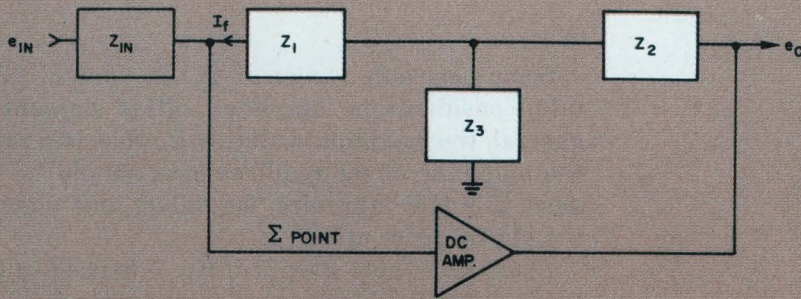 e_IN
Z_IN
I_f
Z_1
Z_2
e_O
Z_3
Σ POINT
DC
AMP.